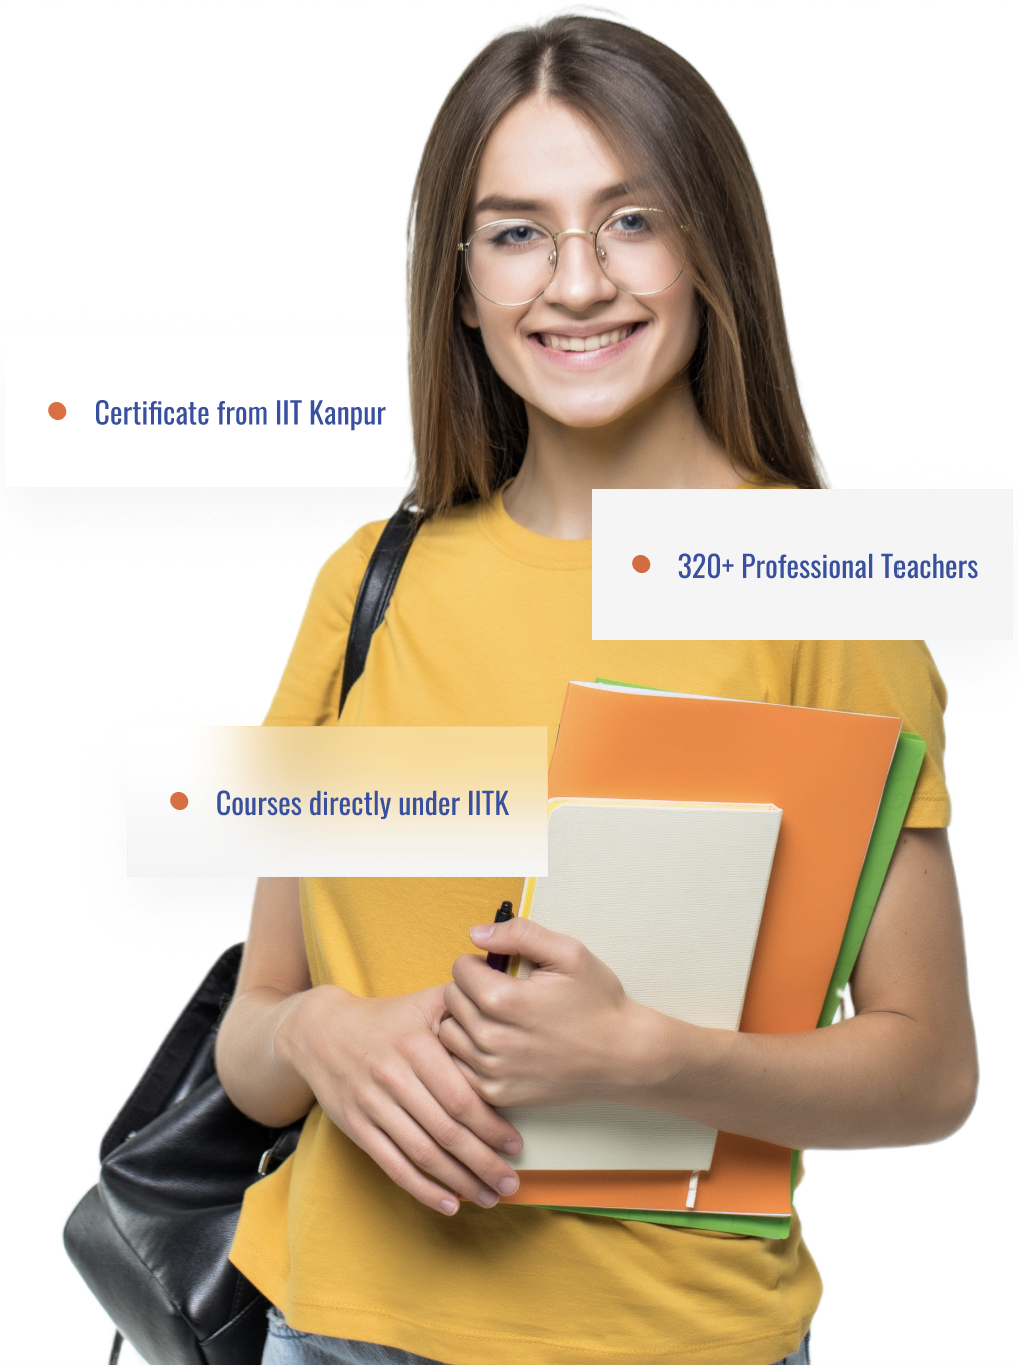 Certificate from IIT Kanpur
320+ Professional Teachers
Courses directly under IITK